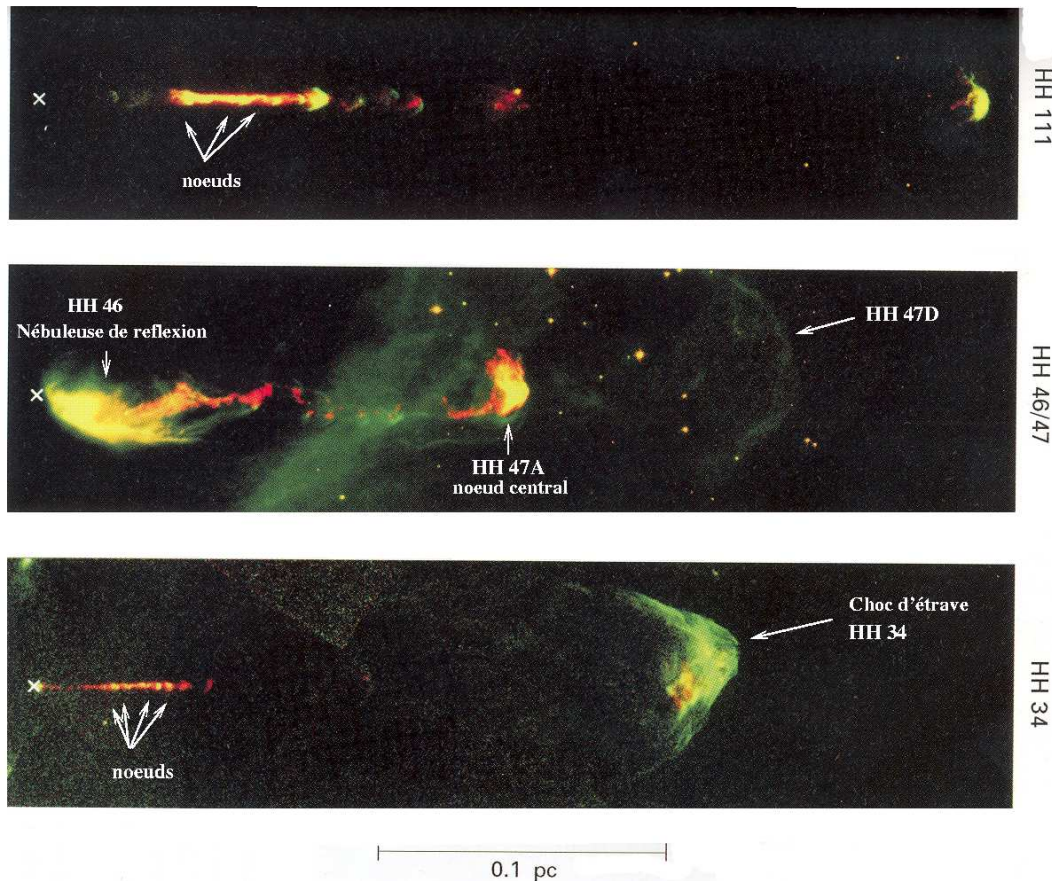 HH 111
noeuds
HH 46
Nébuleuse de reflexion
HH 47D
HH 47A
noeud central
HH 46/47
Choc d'étrave
HH 34
noeuds
HH 34
0.1 pc